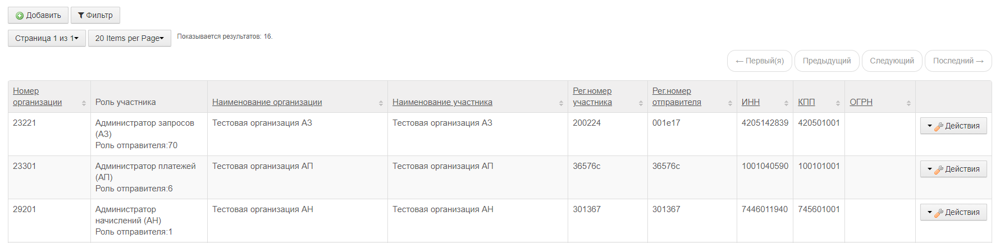 Добавить Фильтр
Страница 1 из 1 20 Items per Page Показывается результатов: 16.
← Первый(я) Предыдущий Следующий Последний →
Номер организации Роль участника Наименование организации Наименование участника Рег.номер участника Рег.номер отправителя ИНН КПП ОГРН
23221 Администратор запросов (АЗ) Роль отправителя:70 Тестовая организация АЗ Тестовая организация АЗ 200224 001e17 4205142839 420501001 Действия
23301 Администратор платежей (АП) Роль отправителя:6 Тестовая организация АП Тестовая организация АП 36576c 36576c 1001040590 100101001 Действия
29201 Администратор начислений (АН) Роль отправителя:1 Тестовая организация АН Тестовая организация АН 301367 301367 7446011940 745601001 Действия